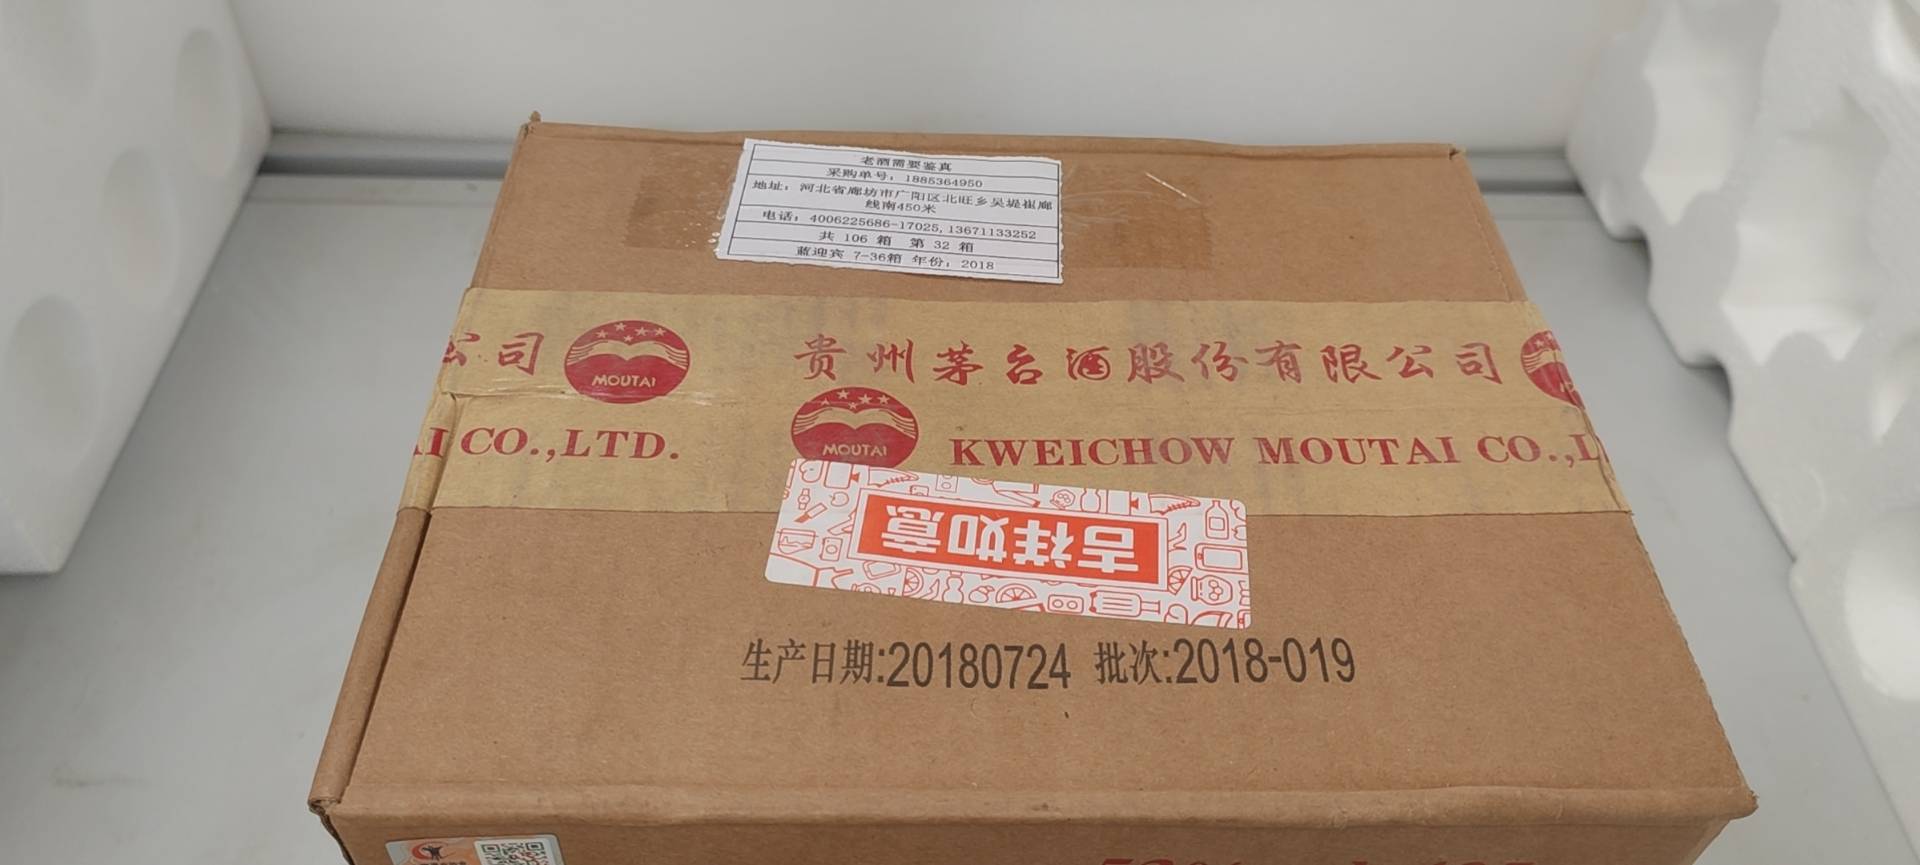 老酒需要鉴真
采购单号：1885364950
地址：河北省廊坊市广阳区北旺乡吴堤崔廊
线南450米
电话：4006225686-17025,13671133252
共 106 箱 第 32 箱
蓝迎宾 7-36箱 年份：2018
公司 MOUTAI 贵州茅台酒股份有限公司
I CO.,LTD. MOUTAI KWEICHOW MOUTAI CO.,L
吉祥如意
生产日期:20180724 批次:2018-019